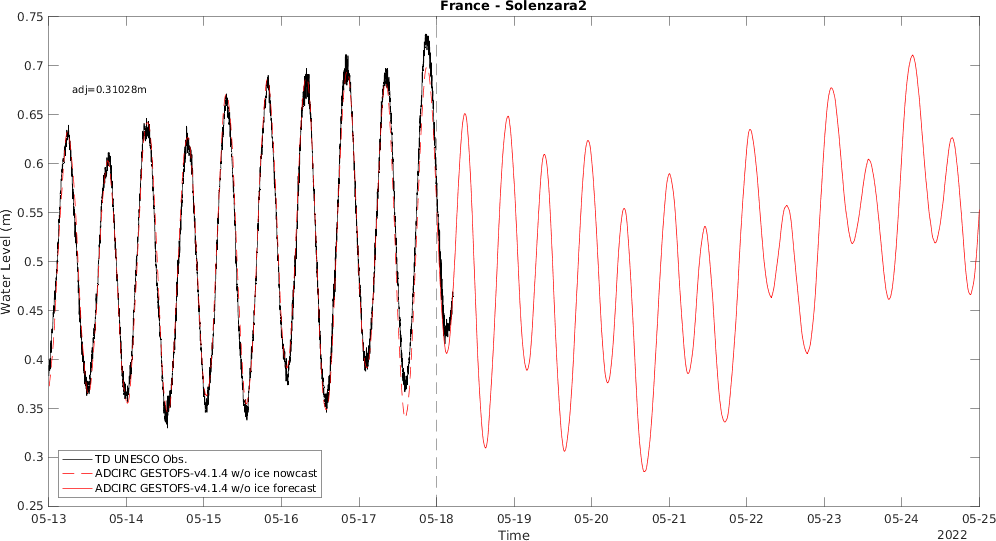 France - Solenzara2
0.75
0.7
0.65
0.6
0.55
0.5
0.45
0.4
0.35
0.3
0.25
Water Level (m)
adj=0.31028m
TD UNESCO Obs.
ADCIRC GESTOFS-v4.1.4 w/o ice nowcast
ADCIRC GESTOFS-v4.1.4 w/o ice forecast
05-13 05-14 05-15 05-16 05-17 05-18 05-19 05-20 05-21 05-22 05-23 05-24 05-25
Time
2022